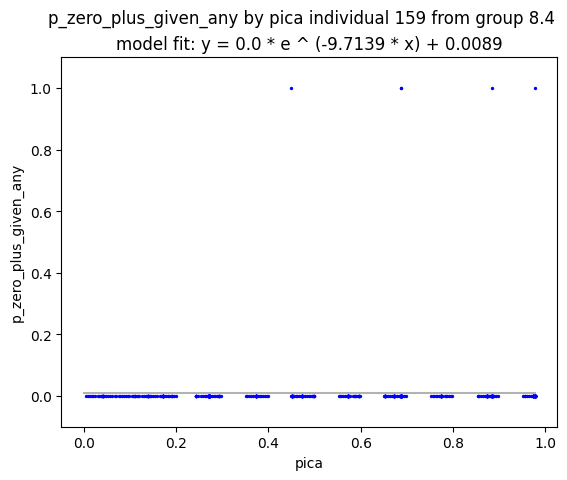 p_zero_plus_given_any by pica individual 159 from group 8.4
model fit: y = 0.0 * e ^ (-9.7139 * x) + 0.0089
1.0
0.8
0.6
0.4
0.2
0.0
p_zero_plus_given_any
0.0 0.2 0.4 0.6 0.8 1.0
pica